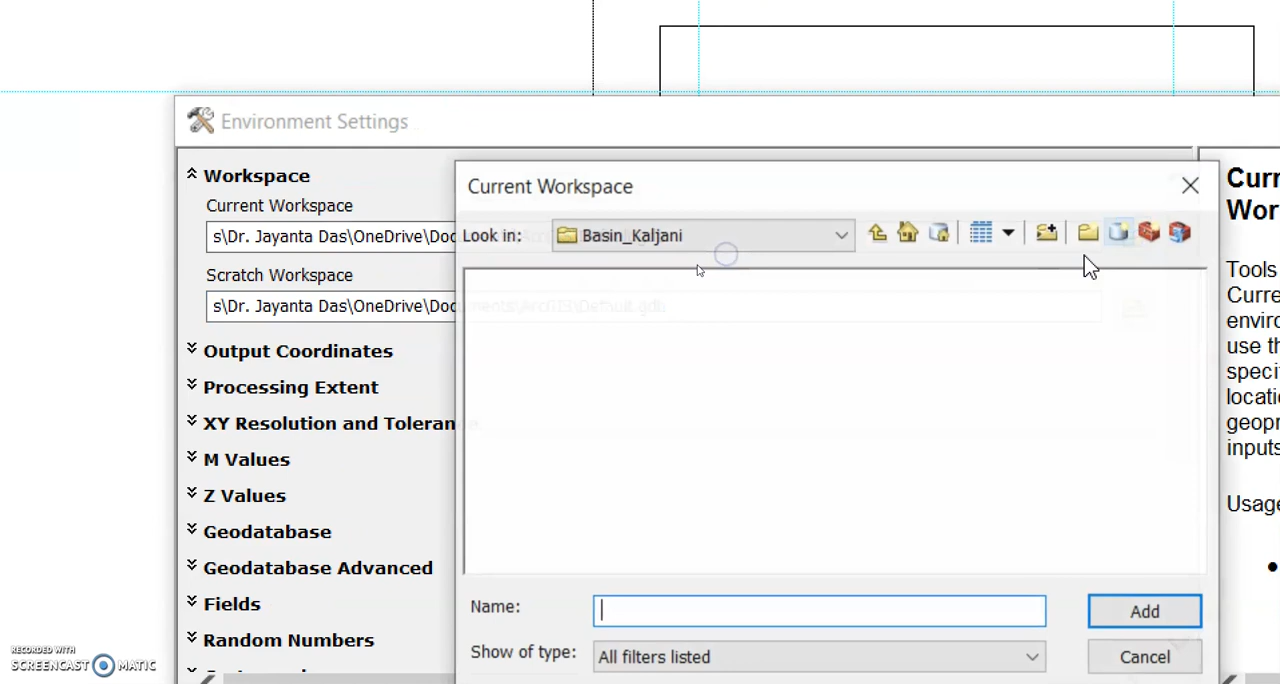 Environment Settings
Workspace
Current Workspace
s\Dr. Jayanta Das\OneDrive\Doc
Scratch Workspace
s\Dr. Jayanta Das\OneDrive\Doc
Output Coordinates
Processing Extent
XY Resolution and Toleran
M Values
Z Values
Geodatabase
Geodatabase Advanced
Fields
Random Numbers
Current Workspace
Look in:
Basin_Kaljani
Name:
Add
Show of type:
All filters listed
Cancel
Curr
Wor
Tools
Curre
enviro
use th
specif
locatio
geopr
inputs
Usage
RECORDED WITH
SCREENCAST MATIC